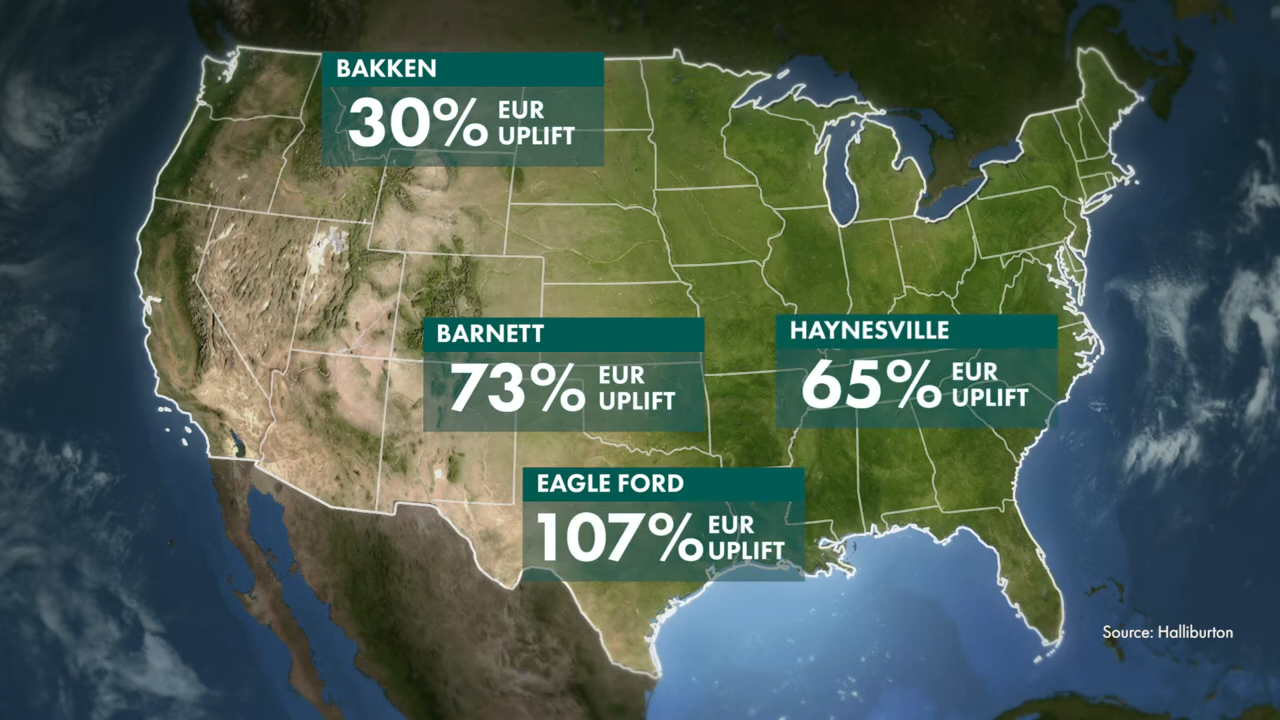 BAKKEN
30% EUR
UPLIFT
BARNETT
73% EUR
UPLIFT
HAYNESVILLE
65% EUR
UPLIFT
EAGLE FORD
107% EUR
UPLIFT
Source: Halliburton